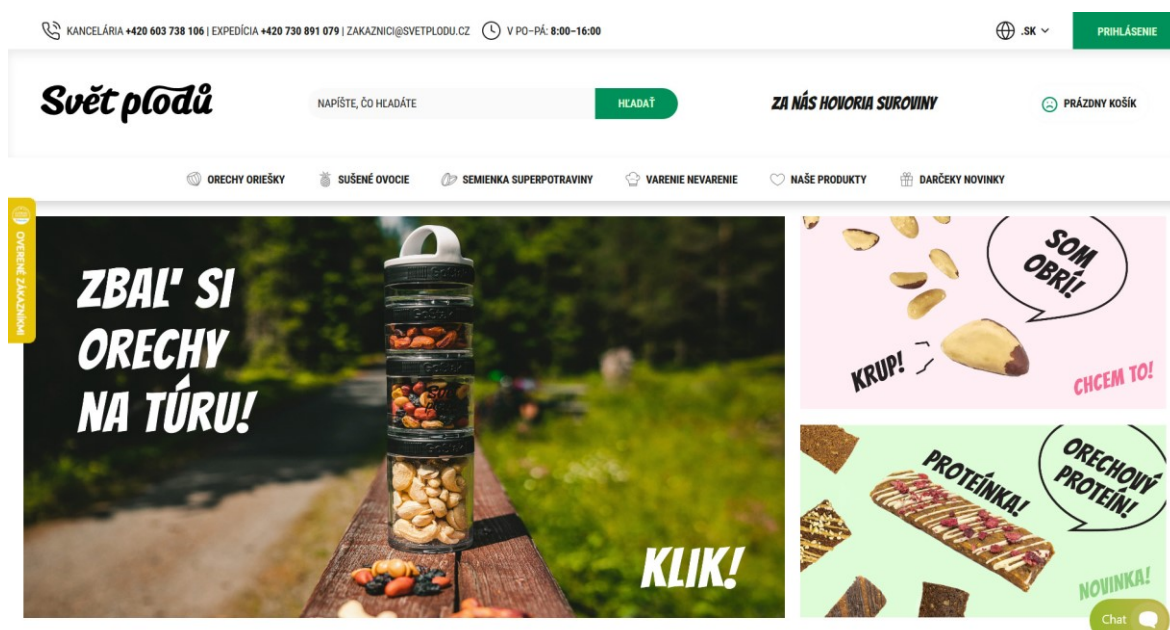 KANCELÁRIA +420 603 738 106 | EXPEDÍCIA +420 730 891 079 | ZAKAZNICI@SVETPLODU.CZ V PO–PÁ: 8:00–16:00 .SK PRIHLÁSENIE
Svět plodů NAPÍŠTE, ČO HĽADÁTE HĽADAŤ ZA NÁS HOVORIA SUROVINY PRÁZDNY KOŠÍK
ORECHY ORIEŠKY SUŠENÉ OVOCIE SEMIENKA SUPERPOTRAVINY VARENIE NEVARENIE NAŠE PRODUKTY DARČEKY NOVINKY
OVERENÉ ZÁKAZNÍKMI
ZBAĽ SI
ORECHY
NA TÚRU!
KLIK!
SOM
OBRÍ!
KRUP!
CHCEM TO!
PROTEÍNKA!
ORECHOVÝ
PROTEÍN!
NOVINKA!
Chat